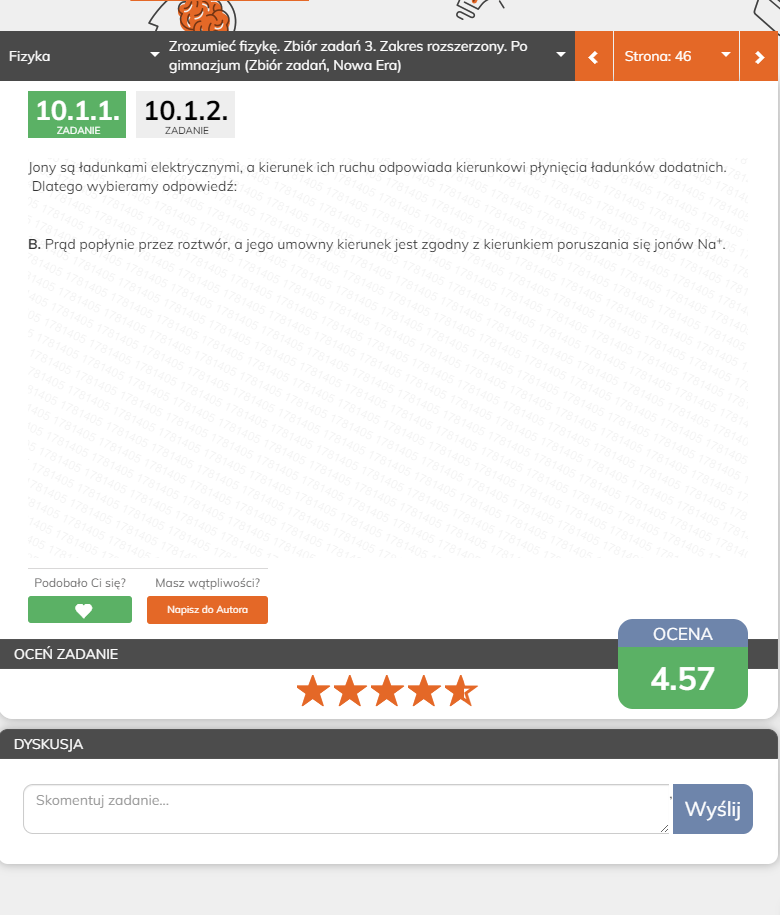 Fizyka
Zrozumieć fizykę. Zbiór zadań 3. Zakres rozszerzony. Po
gimnazjum (Zbiór zadań, Nowa Era)
Strona: 46
10.1.1.
ZADANIE
10.1.2.
ZADANIE
Jony są ładunkami elektrycznymi, a kierunek ich ruchu odpowiada kierunkowi płynięcia ładunków dodatnich.
Dlatego wybieramy odpowiedź:
B. Prąd popłynie przez roztwór, a jego umowny kierunek jest zgodny z kierunkiem poruszania się jonów Na⁺.
Podobało Ci się?
Masz wątpliwości?
Napisz do Autora
OCEŃ ZADANIE
OCENA
4.57
DYSKUSJA
Skomentuj zadanie...
Wyślij